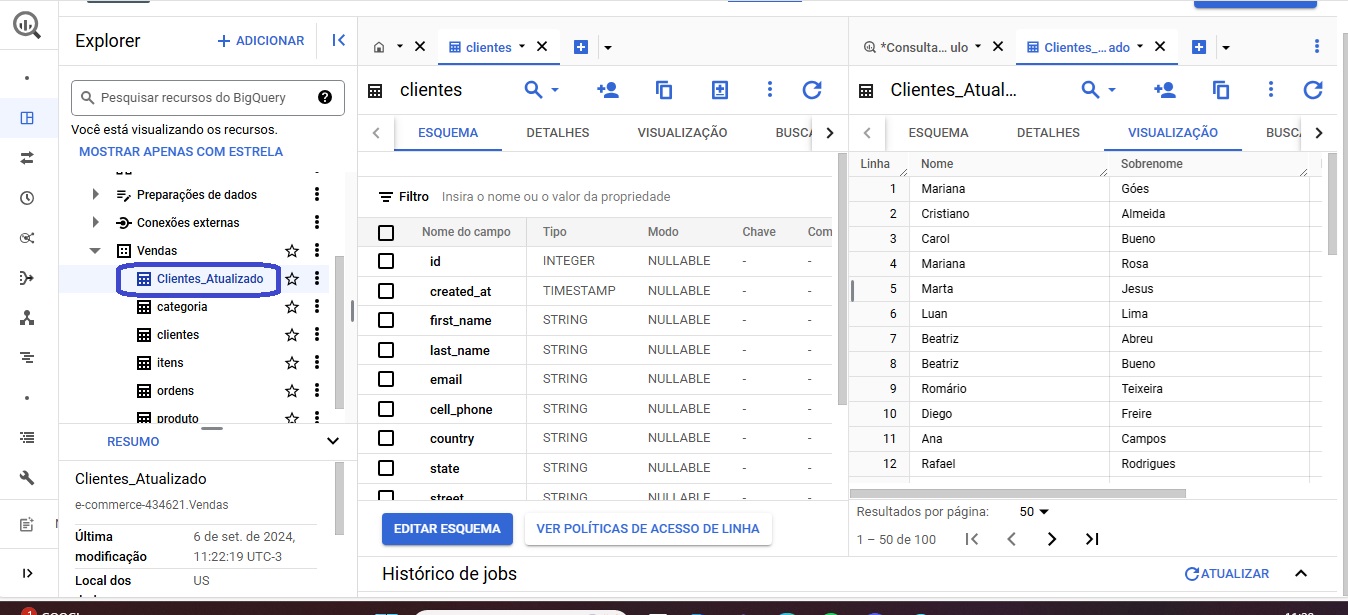 Explorer
+ ADICIONAR
Pesquisar recursos do BigQuery
Você está visualizando os recursos.
MOSTRAR APENAS COM ESTRELA
Preparações de dados
Conexões externas
Vendas
Clientes_Atualizado
categoria
clientes
itens
ordens
produto
RESUMO
Clientes_Atualizado
e-commerce-434621.Vendas
Última modificação 6 de set. de 2024, 11:22:19 UTC-3
Local dos US
clientes
clientes
ESQUEMA DETALHES VISUALIZAÇÃO BUSCA
Filtro Insira o nome ou o valor da propriedade
Nome do campo Tipo Modo Chave Com
id INTEGER NULLABLE - -
created_at TIMESTAMP NULLABLE - -
first_name STRING NULLABLE - -
last_name STRING NULLABLE - -
email STRING NULLABLE - -
cell_phone STRING NULLABLE - -
country STRING NULLABLE - -
state STRING NULLABLE - -
street STRING NULLABLE - -
EDITAR ESQUEMA VER POLÍTICAS DE ACESSO DE LINHA
*Consulta... ulo Clientes_... ado
Clientes_Atual...
ESQUEMA DETALHES VISUALIZAÇÃO BUSC
Linha Nome Sobrenome
1 Mariana Góes
2 Cristiano Almeida
3 Carol Bueno
4 Mariana Rosa
5 Marta Jesus
6 Luan Lima
7 Beatriz Abreu
8 Beatriz Bueno
9 Romário Teixeira
10 Diego Freire
11 Ana Campos
12 Rafael Rodrigues
Resultados por página: 50
1 – 50 de 100
Histórico de jobs ATUALIZAR